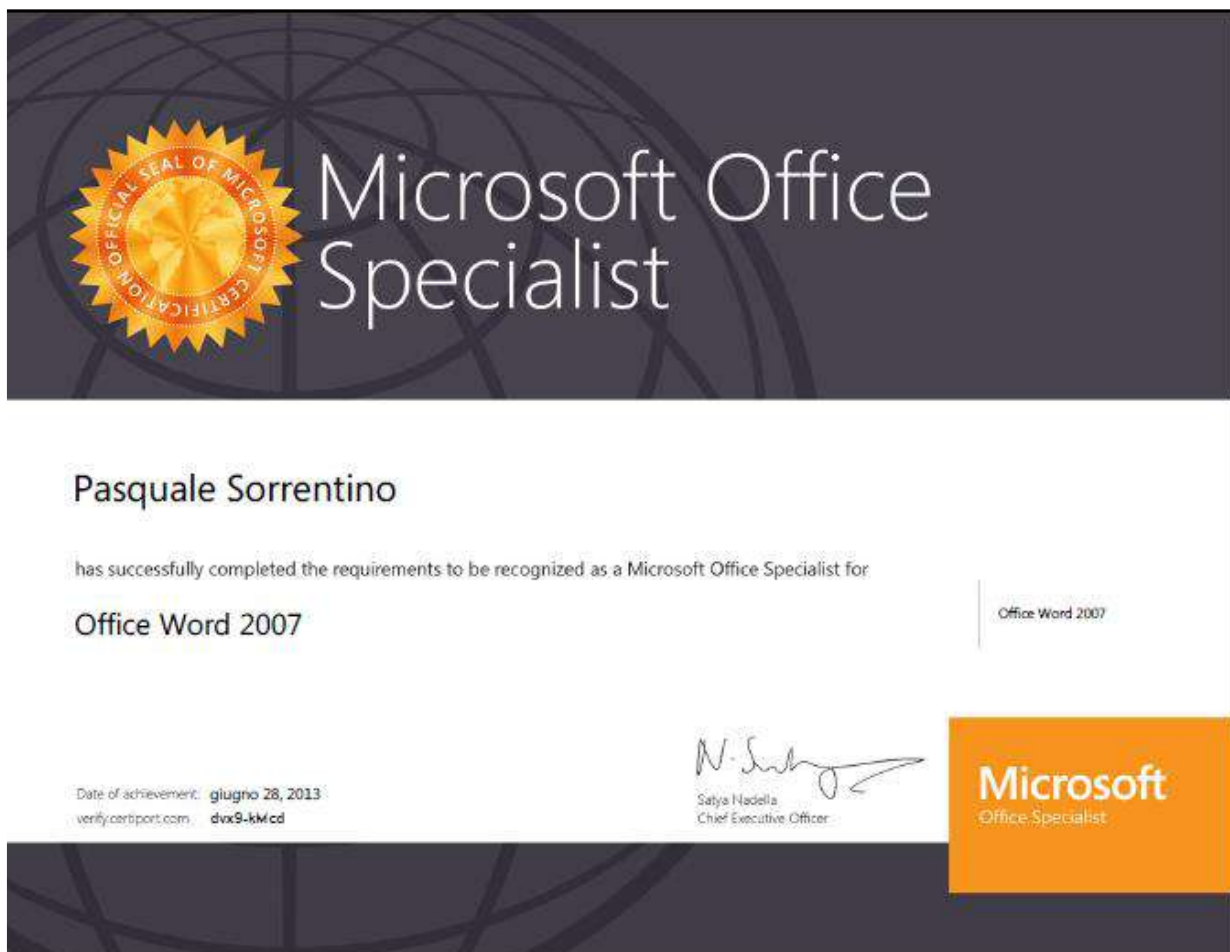 OFFICIAL SEAL OF MICROSOFT CERTIFICATION
Microsoft Office
Specialist
Pasquale Sorrentino
has successfully completed the requirements to be recognized as a Microsoft Office Specialist for
Office Word 2007
Office Word 2007
Date of achievement: giugno 28, 2013
verify.certiport.com dvx9-kMcd
Satya Nadella
Chief Executive Officer
Microsoft
Office Specialist